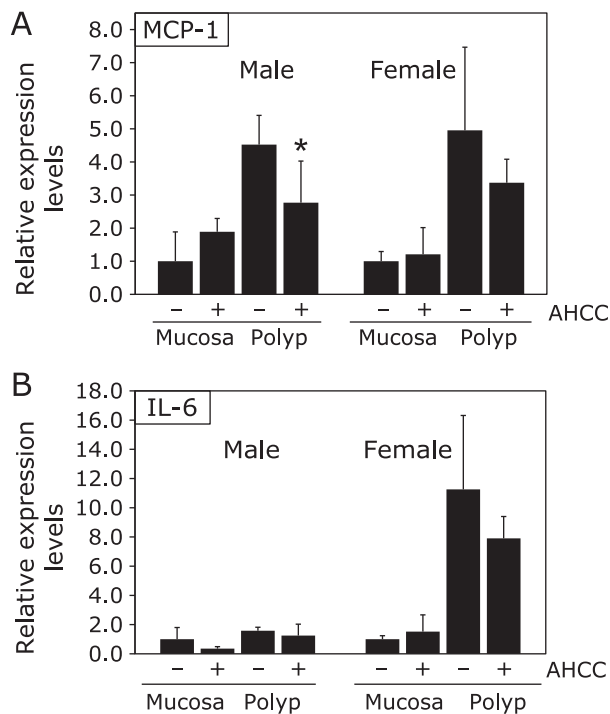 A
MCP-1
Relative expression
levels
8.0
7.0
6.0
5.0
4.0
3.0
2.0
1.0
0.0
Male
Female
*
− + − + − + − + AHCC
Mucosa Polyp Mucosa Polyp
B
IL-6
Relative expression
levels
18.0
16.0
14.0
12.0
10.0
8.0
6.0
4.0
2.0
0.0
Male
Female
− + − + − + − + AHCC
Mucosa Polyp Mucosa Polyp